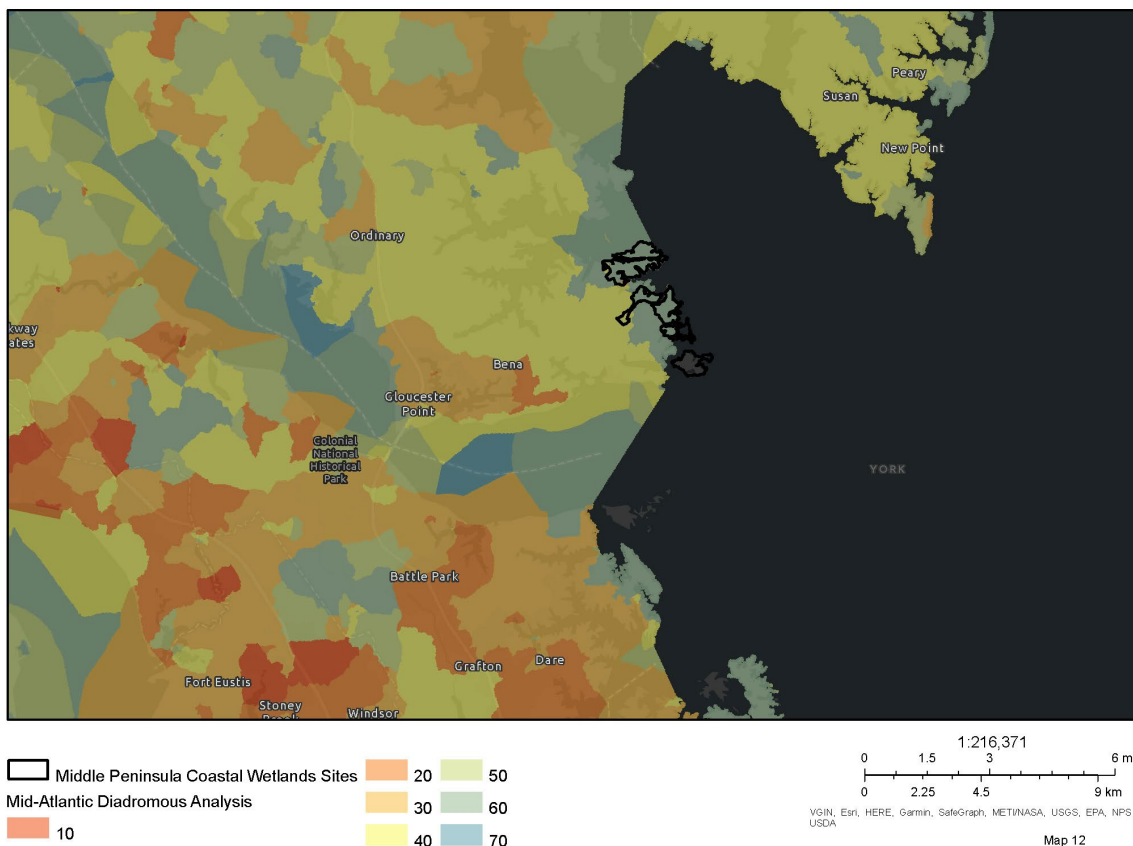 Peary
Susan
New Point
Ordinary
kway
ates
Bena
Gloucester
Point
Colonial
National
Historical
Park
YORK
Battle Park
Grafton
Dare
Fort Eustis
Stoney
Windsor
Middle Peninsula Coastal Wetlands Sites
Mid-Atlantic Diadromous Analysis
10
20
30
40
50
60
70
1:216,371
0 1.5 3 6 m
0 2.25 4.5 9 km
VGIN, Esri, HERE, Garmin, SafeGraph, METI/NASA, USGS, EPA, NPS
USDA
Map 12